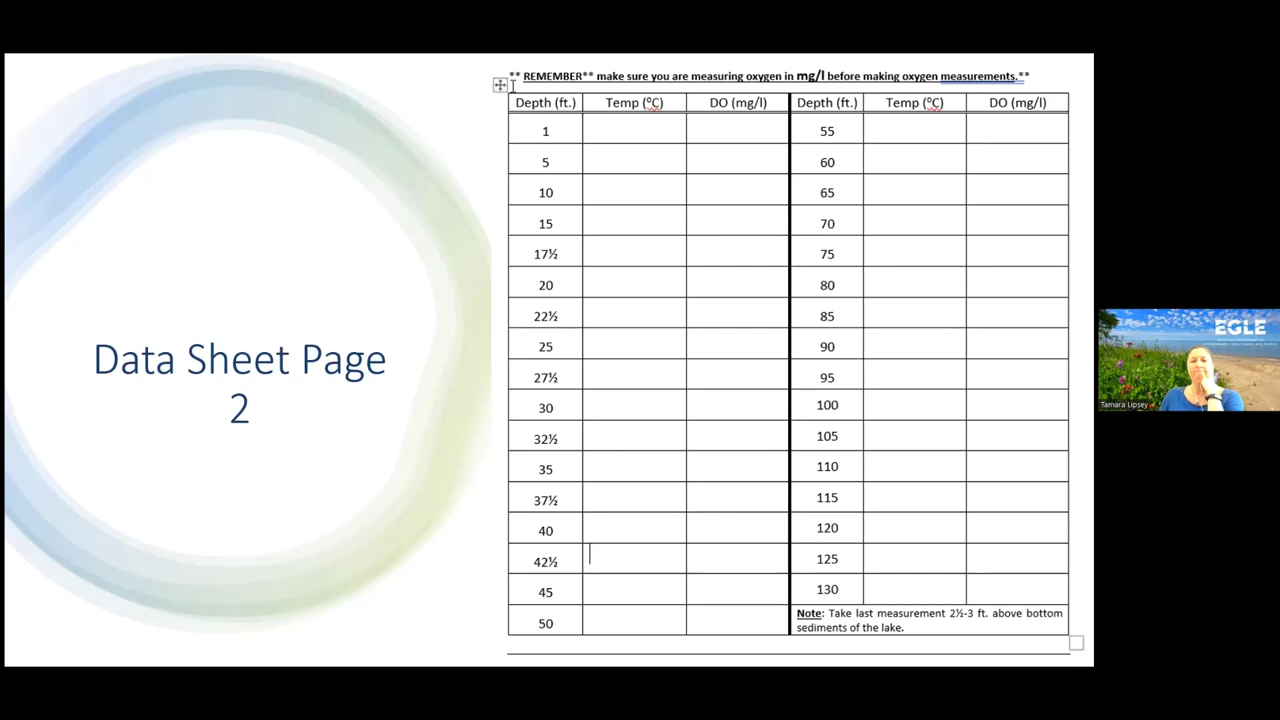 ** REMEMBER** make sure you are measuring oxygen in mg/l before making oxygen measurements.**
Depth (ft.) Temp (⁰C) DO (mg/l) Depth (ft.) Temp (⁰C) DO (mg/l)
1 55
5 60
10 65
15 70
17½ 75
20 80
22½ 85
25 90
27½ 95
30 100
32½ 105
35 110
37½ 115
40 120
42½ 125
45 130
50 Note: Take last measurement 2½-3 ft. above bottom
sediments of the lake.
Data Sheet Page
2
EGLE
Tamara Lipsey